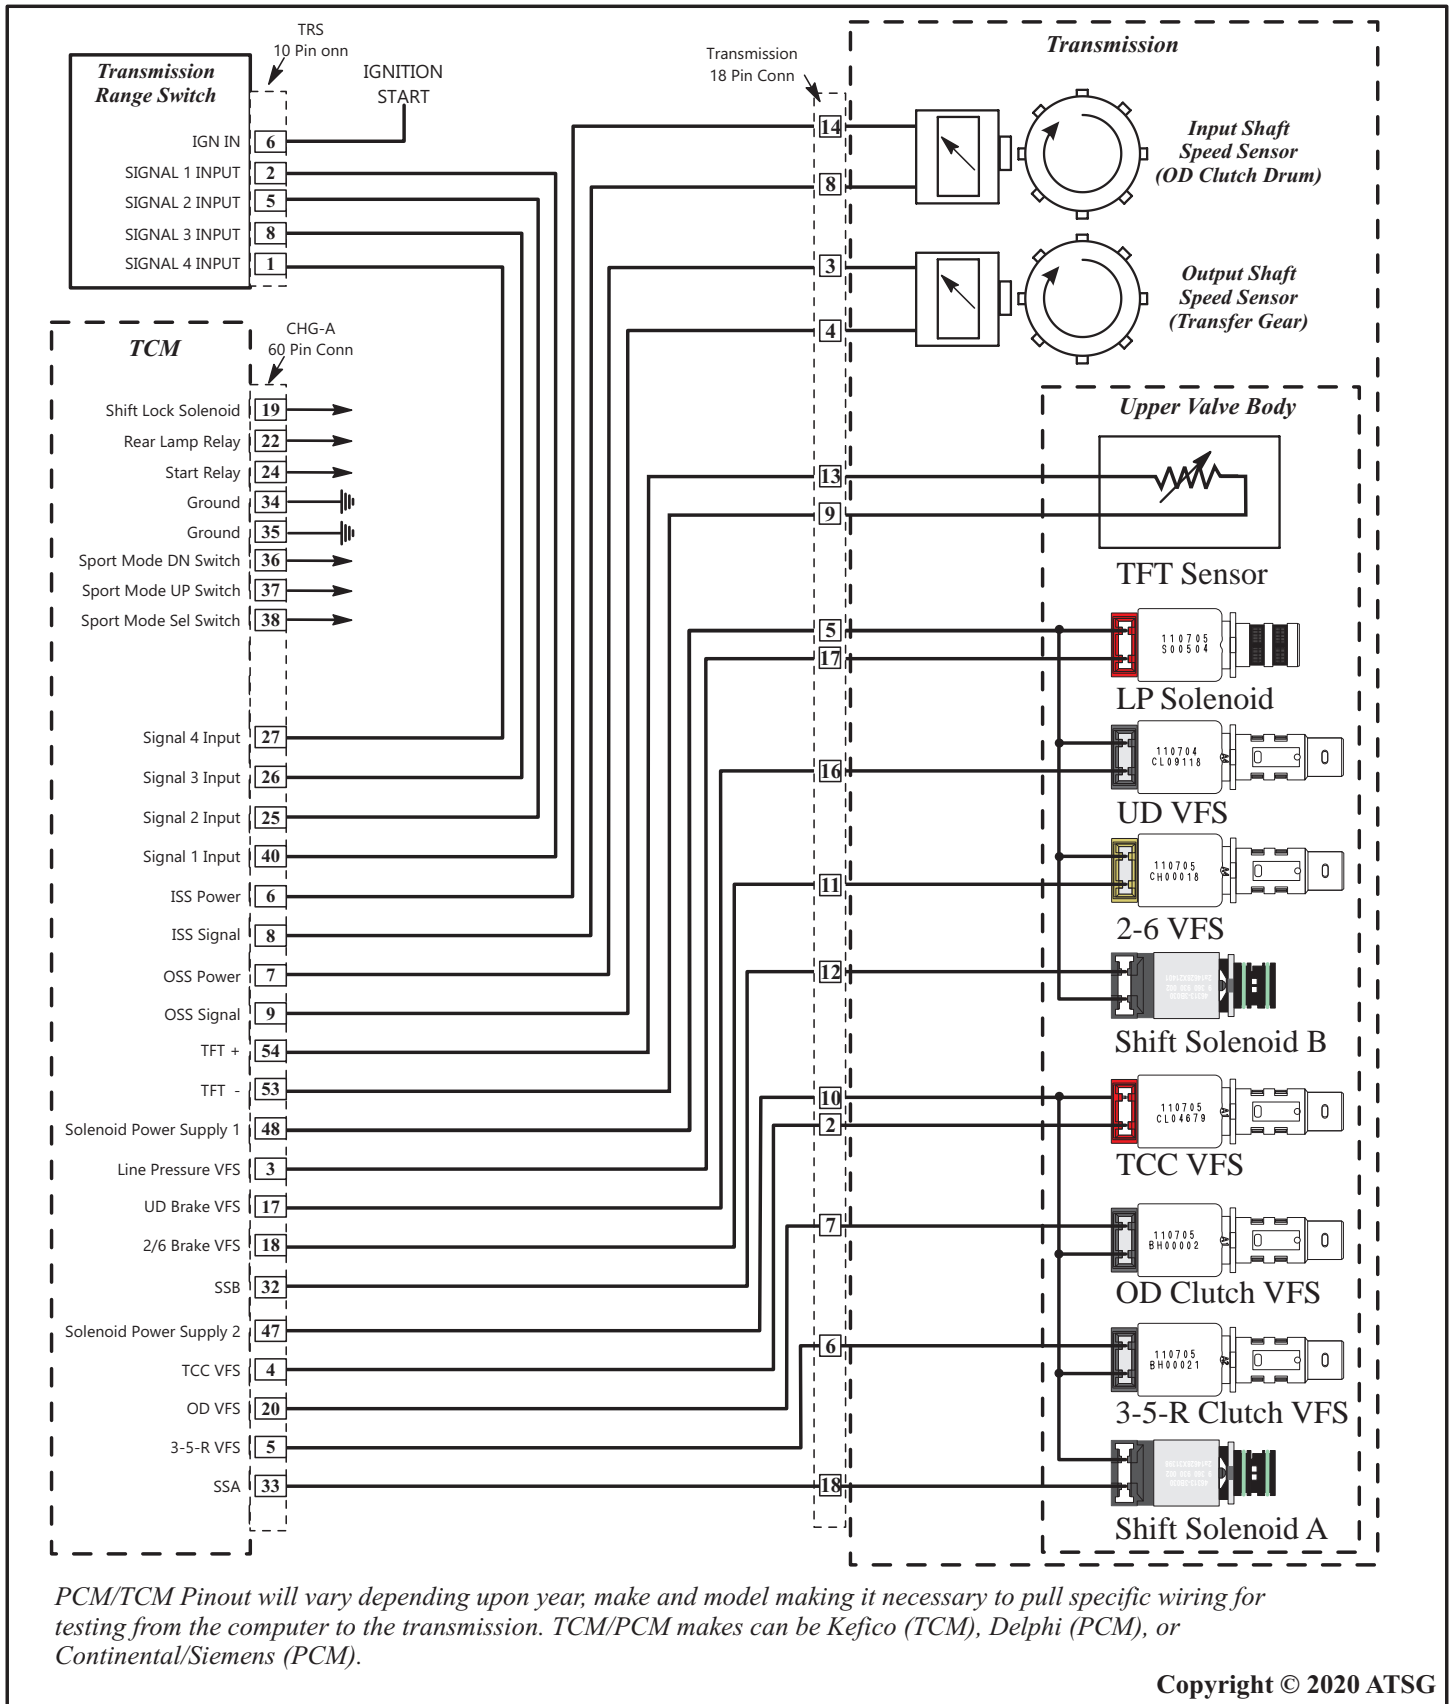 TRS
10 Pin onn
Transmission
Range Switch
IGNITION
START
IGN IN 6
SIGNAL 1 INPUT 2
SIGNAL 2 INPUT 5
SIGNAL 3 INPUT 8
SIGNAL 4 INPUT 1
Transmission
18 Pin Conn
Transmission
14
8
Input Shaft
Speed Sensor
(OD Clutch Drum)
3
4
Output Shaft
Speed Sensor
(Transfer Gear)
TCM
CHG-A
60 Pin Conn
Shift Lock Solenoid 19
Rear Lamp Relay 22
Start Relay 24
Ground 34
Ground 35
Sport Mode DN Switch 36
Sport Mode UP Switch 37
Sport Mode Sel Switch 38
Signal 4 Input 27
Signal 3 Input 26
Signal 2 Input 25
Signal 1 Input 40
ISS Power 6
ISS Signal 8
OSS Power 7
OSS Signal 9
TFT + 54
TFT - 53
Solenoid Power Supply 1 48
Line Pressure VFS 3
UD Brake VFS 17
2/6 Brake VFS 18
SSB 32
Solenoid Power Supply 2 47
TCC VFS 4
OD VFS 20
3-5-R VFS 5
SSA 33
Upper Valve Body
13
9
TFT Sensor
5
17
110705
S00504
LP Solenoid
16
110704
CL09118
A4
UD VFS
11
110705
CH00018
A4
2-6 VFS
12
Shift Solenoid B
10
2
110705
CL04679
A1
TCC VFS
7
110705
BH00002
A1
OD Clutch VFS
6
110705
BH00021
A2
3-5-R Clutch VFS
18
Shift Solenoid A
PCM/TCM Pinout will vary depending upon year, make and model making it necessary to pull specific wiring for
testing from the computer to the transmission. TCM/PCM makes can be Kefico (TCM), Delphi (PCM), or
Continental/Siemens (PCM).
Copyright © 2020 ATSG